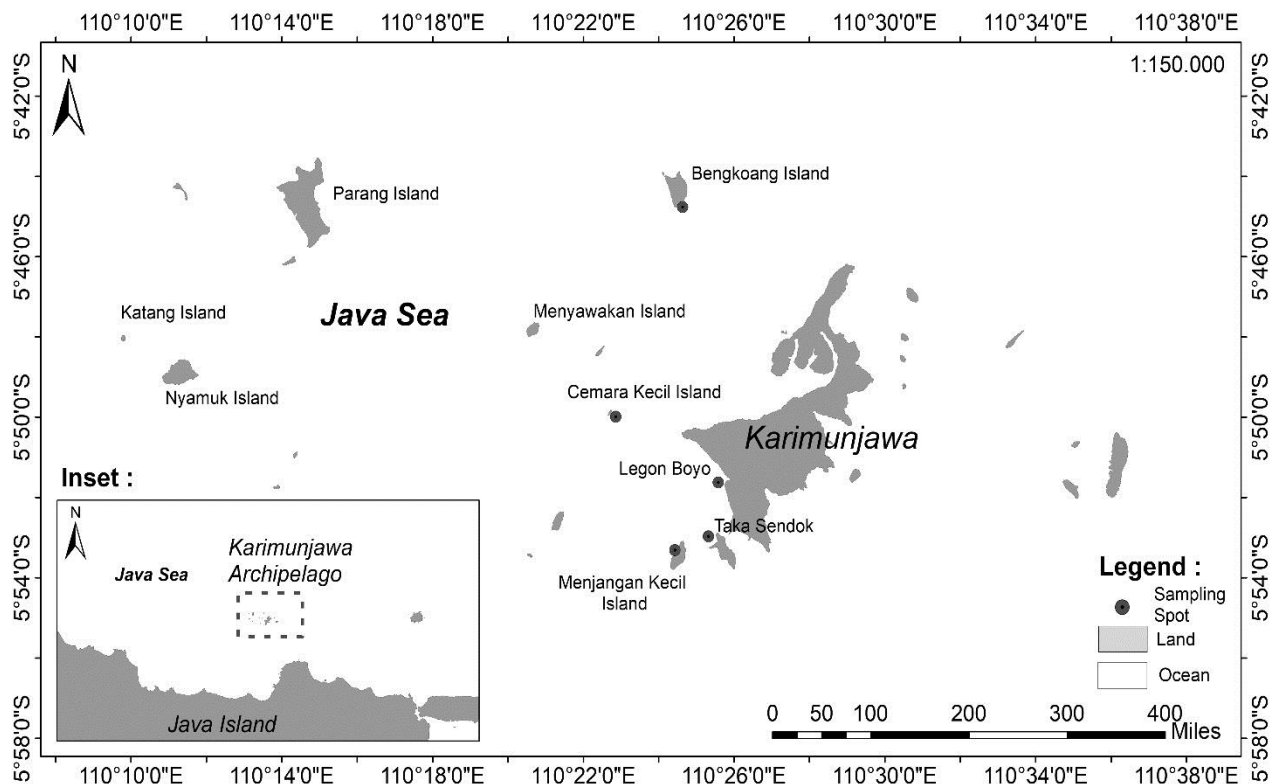 110°10'0"E 110°14'0"E 110°18'0"E 110°22'0"E 110°26'0"E 110°30'0"E 110°34'0"E 110°38'0"E
N
1:150.000
5°42'0"S 5°42'0"S
Bengkoang Island
Parang Island
5°46'0"S 5°46'0"S
Katang Island
Java Sea
Menyawakan Island
Nyamuk Island
Cemara Kecil Island
5°50'0"S 5°50'0"S
Karimunjawa
Legon Boyo
Taka Sendok
Menjangan Kecil
Island
5°54'0"S 5°54'0"S
Inset :
N
Java Sea
Karimunjawa
Archipelago
Java Island
Legend :
Sampling
Spot
Land
Ocean
0 50 100 200 300 400
Miles
5°58'0"S 5°58'0"S
110°10'0"E 110°14'0"E 110°18'0"E 110°22'0"E 110°26'0"E 110°30'0"E 110°34'0"E 110°38'0"E